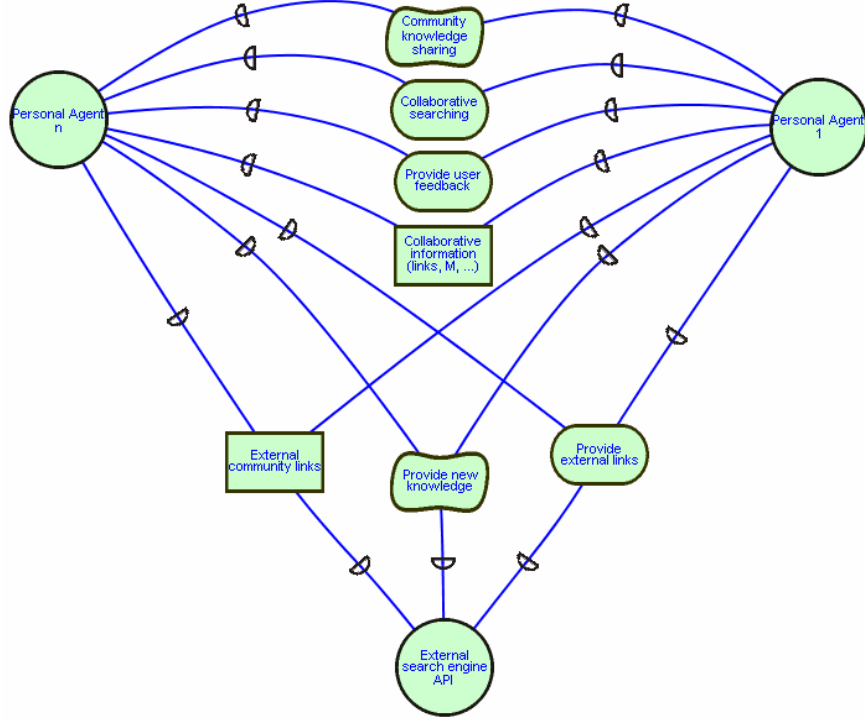 Community
knowledge
sharing
Personal Agent
n
Collaborative
searching
Personal Agent
1
Provide user
feedback
Collaborative
information
(links, M, ...)
External
community links
Provide new
knowledge
Provide
external links
External
search engine
API